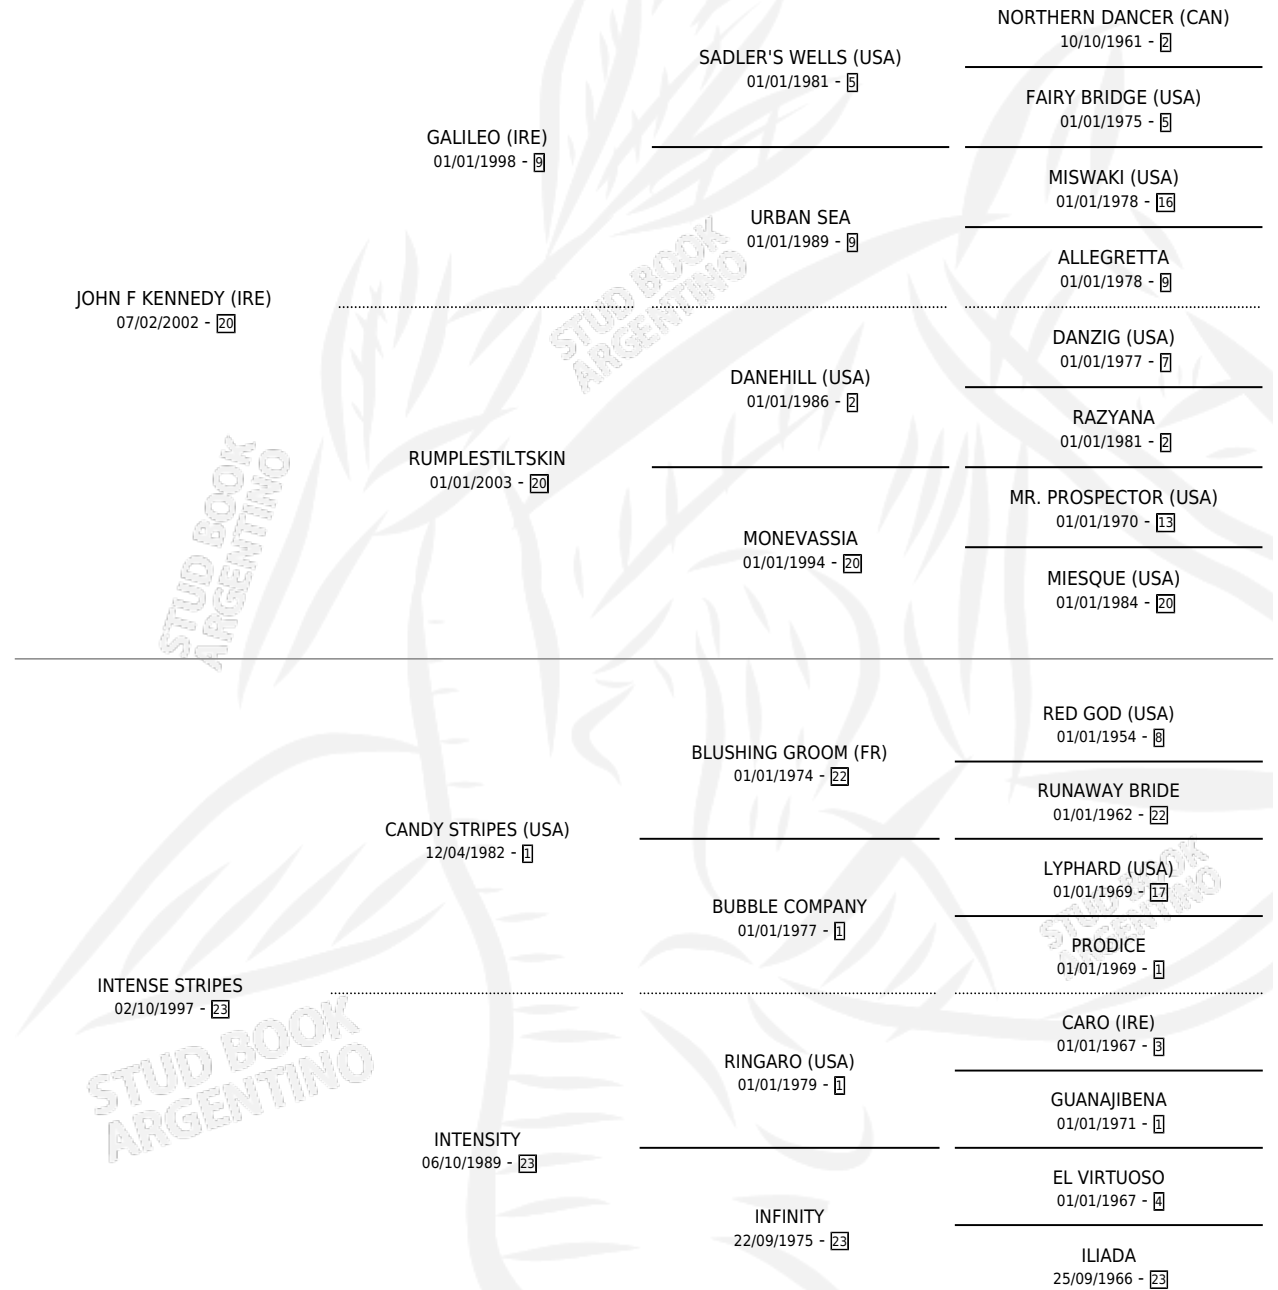 NORTHERN DANCER (CAN)
10/10/1961 - 2
SADLER'S WELLS (USA)
01/01/1981 - 5
FAIRY BRIDGE (USA)
01/01/1975 - 5
GALILEO (IRE)
01/01/1998 - 9
MISWAKI (USA)
01/01/1978 - 16
URBAN SEA
01/01/1989 - 9
ALLEGRETTA
01/01/1978 - 9
JOHN F KENNEDY (IRE)
07/02/2002 - 20
STUD BOOK
ARGENTINO
DANZIG (USA)
01/01/1977 - 7
DANEHILL (USA)
01/01/1986 - 2
RAZYANA
01/01/1981 - 2
RUMPLESTILTSKIN
01/01/2003 - 20
MR. PROSPECTOR (USA)
01/01/1970 - 13
MONEVASSIA
01/01/1994 - 20
MIESQUE (USA)
01/01/1984 - 20
STUD BOOK
ARGENTINO
RED GOD (USA)
01/01/1954 - 8
BLUSHING GROOM (FR)
01/01/1974 - 22
RUNAWAY BRIDE
01/01/1962 - 22
CANDY STRIPES (USA)
12/04/1982 - 1
LYPHARD (USA)
01/01/1969 - 17
BUBBLE COMPANY
01/01/1977 - 1
STUD BOOK
ARGENTINO
PRODICE
01/01/1969 - 1
INTENSE STRIPES
02/10/1997 - 23
STUD BOOK
ARGENTINO
CARO (IRE)
01/01/1967 - 3
RINGARO (USA)
01/01/1979 - 1
GUANAJIBENA
01/01/1971 - 1
INTENSITY
06/10/1989 - 23
EL VIRTUOSO
01/01/1967 - 4
INFINITY
22/09/1975 - 23
ILIADA
25/09/1966 - 23